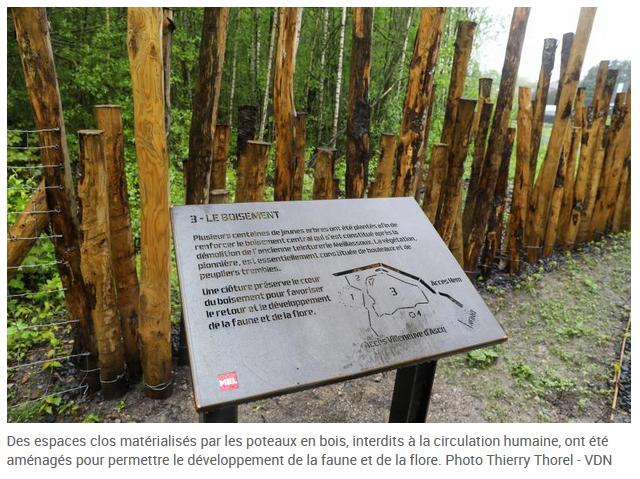 3 - LE BOISEMENT
Plusieurs centaines de jeunes arbres ont été plantés afin de
renforcer le boisement central qui s'est constitué après la
démolition de l'ancienne teinturerie Meillassoux. La végétation,
pionnière, est essentiellement constituée de bouleaux et de
peupliers trembles.
Une clôture préserve le cœur
du boisement pour favoriser
le retour et le développement
de la faune et de la flore.
Accès Hem
2
3
1
4
Accès Villeneuve d'Ascq
MEL
Des espaces clos matérialisés par les poteaux en bois, interdits à la circulation humaine, ont été
aménagés pour permettre le développement de la faune et de la flore. Photo Thierry Thorel - VDN